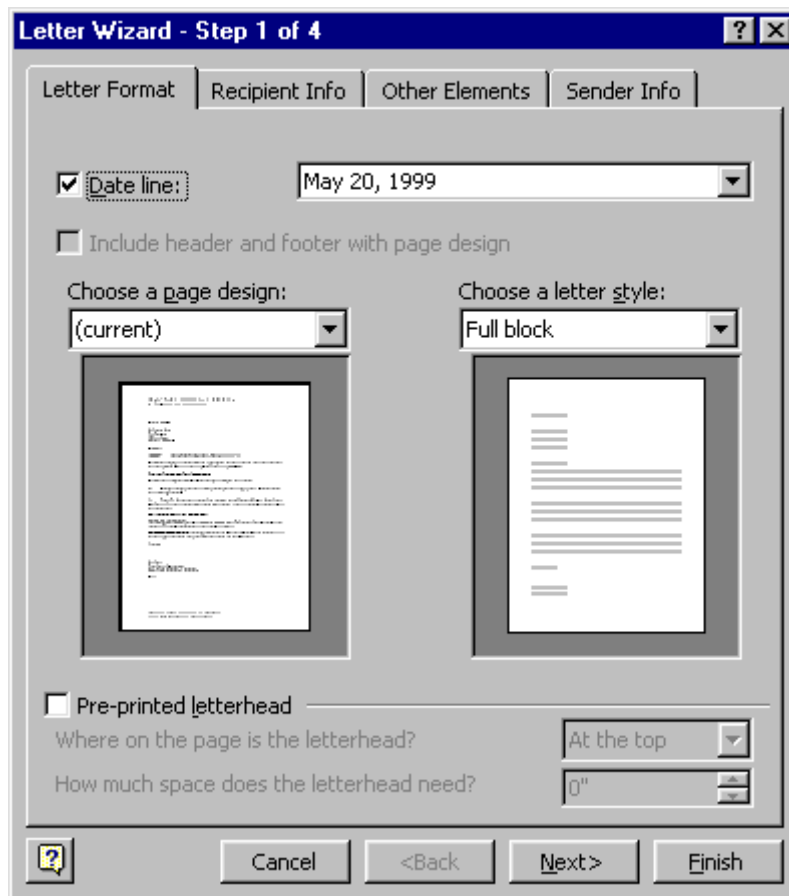 Letter Wizard - Step 1 of 4
Letter Format Recipient Info Other Elements Sender Info
Date line: May 20, 1999
Include header and footer with page design
Choose a page design: Choose a letter style:
(current) Full block
Pre-printed letterhead
Where on the page is the letterhead? At the top
How much space does the letterhead need? 0"
Cancel <Back Next> Finish